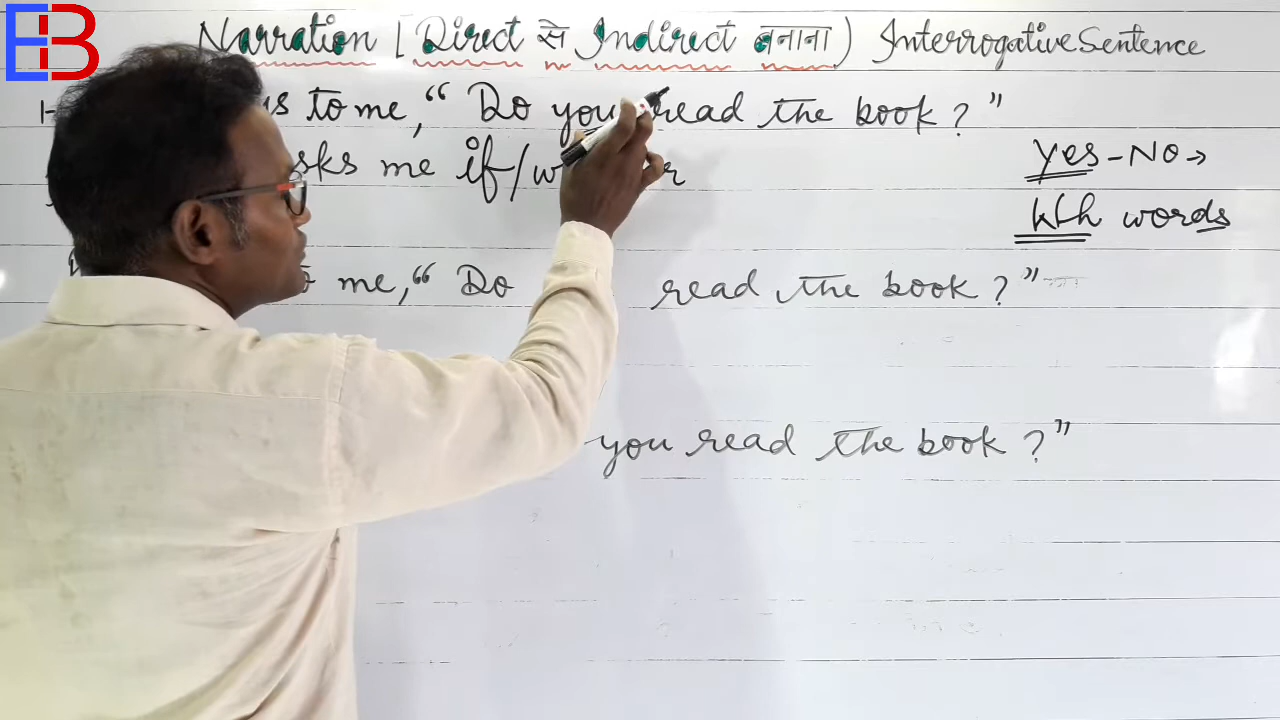 EB
Narration [Direct से Indirect बनाना) Interrogative Sentence
to me, “ Do you read the book ? ”
me if/
Yes - No →
Wh words
me, “ Do read the book ? ”
you read the book ? ”